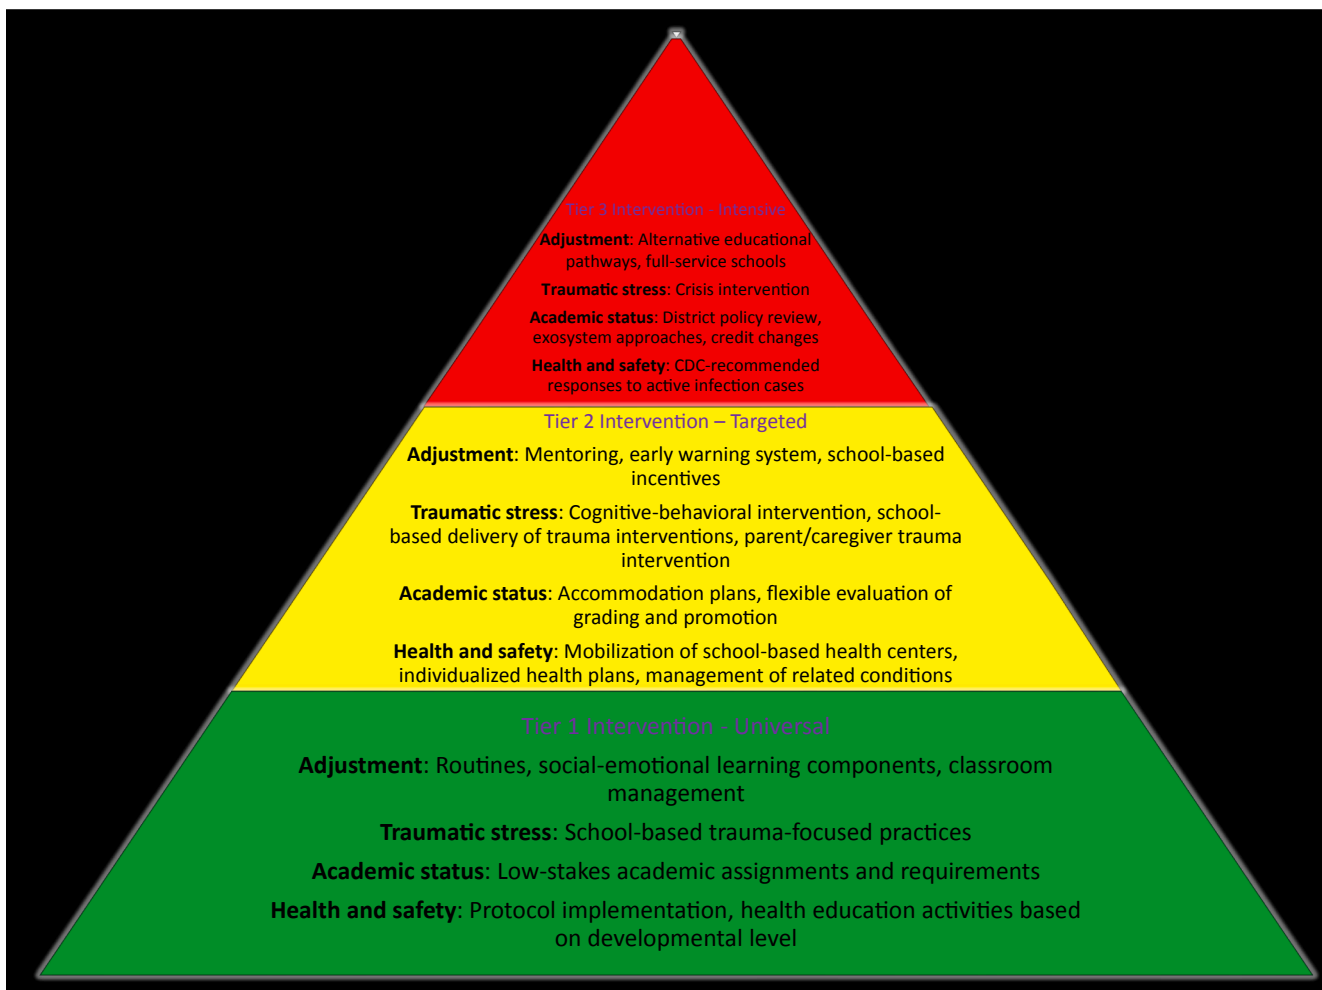 Tier 3 Intervention - Intensive
Adjustment: Alternative educational
pathways, full-service schools
Traumatic stress: Crisis intervention
Academic status: District policy review,
exosystem approaches, credit changes
Health and safety: CDC-recommended
responses to active infection cases
Tier 2 Intervention – Targeted
Adjustment: Mentoring, early warning system, school-based
incentives
Traumatic stress: Cognitive-behavioral intervention, school-
based delivery of trauma interventions, parent/caregiver trauma
intervention
Academic status: Accommodation plans, flexible evaluation of
grading and promotion
Health and safety: Mobilization of school-based health centers,
individualized health plans, management of related conditions
Tier 1 Intervention - Universal
Adjustment: Routines, social-emotional learning components, classroom
management
Traumatic stress: School-based trauma-focused practices
Academic status: Low-stakes academic assignments and requirements
Health and safety: Protocol implementation, health education activities based
on developmental level